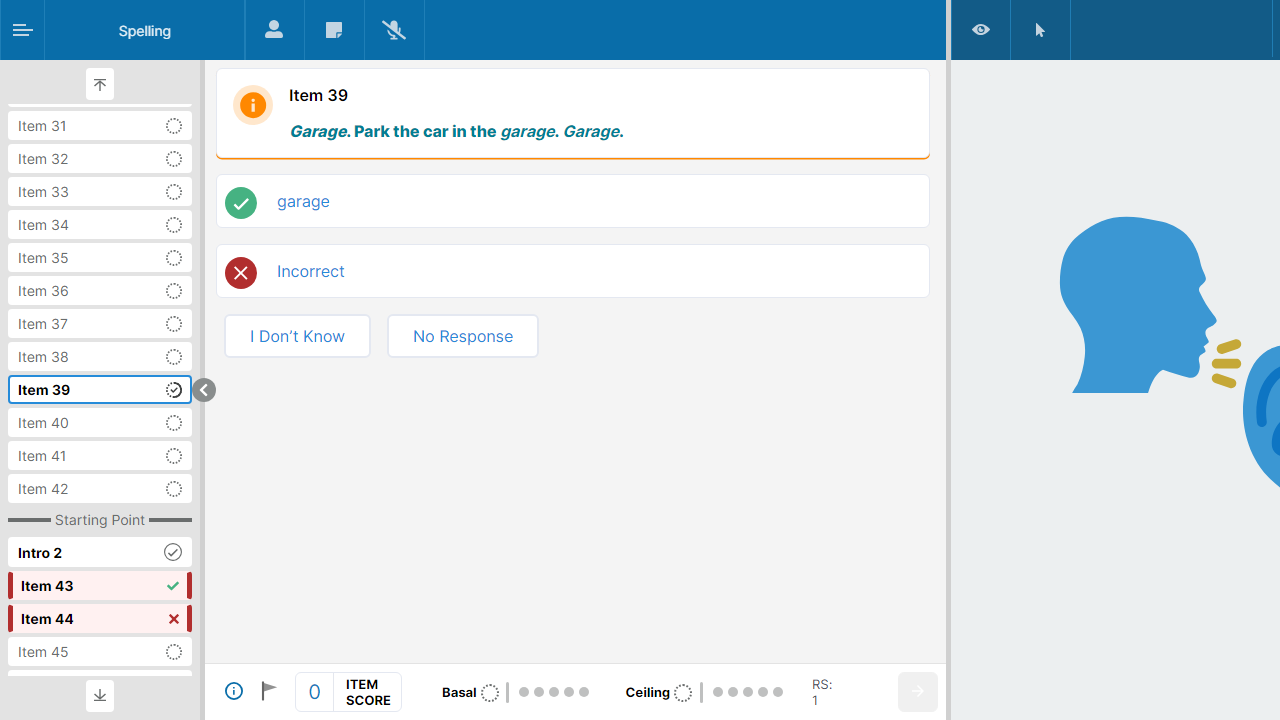 Spelling
Item 31
Item 32
Item 33
Item 34
Item 35
Item 36
Item 37
Item 38
Item 39
Item 40
Item 41
Item 42
Starting Point
Intro 2
Item 43
Item 44
Item 45
Item 39
Garage. Park the car in the garage. Garage.
garage
Incorrect
I Don’t Know
No Response
0
ITEM
SCORE
Basal
Ceiling
RS:
1